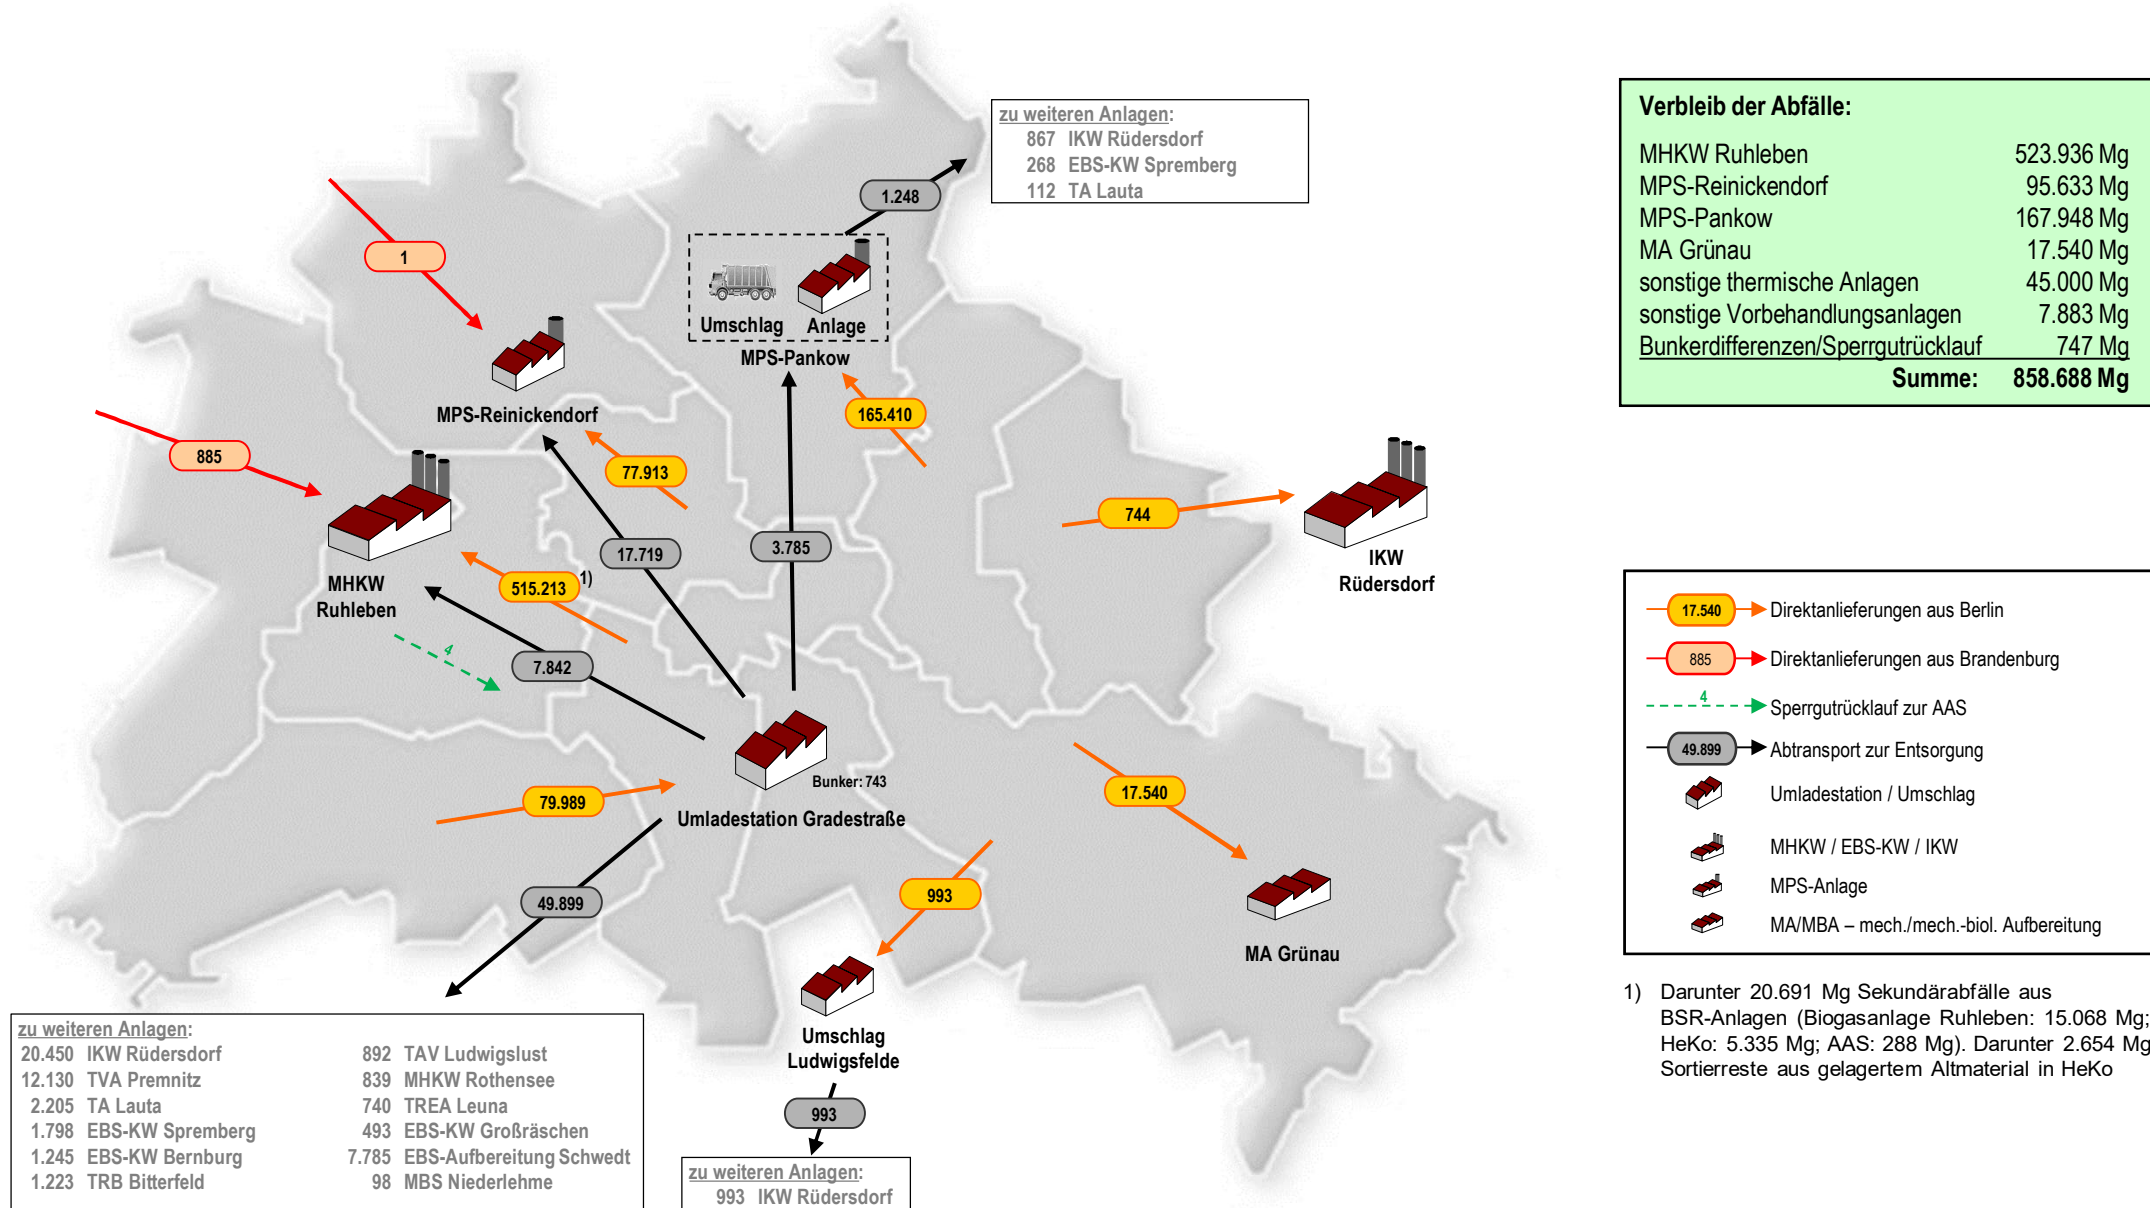 zu weiteren Anlagen:
867 IKW Rüdersdorf
268 EBS-KW Spremberg
112 TA Lauta
1.248
1
Umschlag Anlage
MPS-Pankow
MPS-Reinickendorf
165.410
885
77.913
744
17.719
3.785
IKW
Rüdersdorf
MHKW
Ruhleben
515.213 1)
4
7.842
Bunker: 743
79.989
Umladestation Gradestraße
17.540
49.899
993
MA Grünau
Umschlag
Ludwigsfelde
993
zu weiteren Anlagen:
993 IKW Rüdersdorf
zu weiteren Anlagen:
20.450 IKW Rüdersdorf 892 TAV Ludwigslust
12.130 TVA Premnitz 839 MHKW Rothensee
2.205 TA Lauta 740 TREA Leuna
1.798 EBS-KW Spremberg 493 EBS-KW Großräschen
1.245 EBS-KW Bernburg 7.785 EBS-Aufbereitung Schwedt
1.223 TRB Bitterfeld 98 MBS Niederlehme
Verbleib der Abfälle:
MHKW Ruhleben 523.936 Mg
MPS-Reinickendorf 95.633 Mg
MPS-Pankow 167.948 Mg
MA Grünau 17.540 Mg
sonstige thermische Anlagen 45.000 Mg
sonstige Vorbehandlungsanlagen 7.883 Mg
Bunkerdifferenzen/Sperrgutrücklauf 747 Mg
Summe: 858.688 Mg
17.540 Direktanlieferungen aus Berlin
885 Direktanlieferungen aus Brandenburg
4 Sperrgutrücklauf zur AAS
49.899 Abtransport zur Entsorgung
Umladestation / Umschlag
MHKW / EBS-KW / IKW
MPS-Anlage
MA/MBA – mech./mech.-biol. Aufbereitung
1) Darunter 20.691 Mg Sekundärabfälle aus
BSR-Anlagen (Biogasanlage Ruhleben: 15.068 Mg;
HeKo: 5.335 Mg; AAS: 288 Mg). Darunter 2.654 Mg
Sortierreste aus gelagertem Altmaterial in HeKo